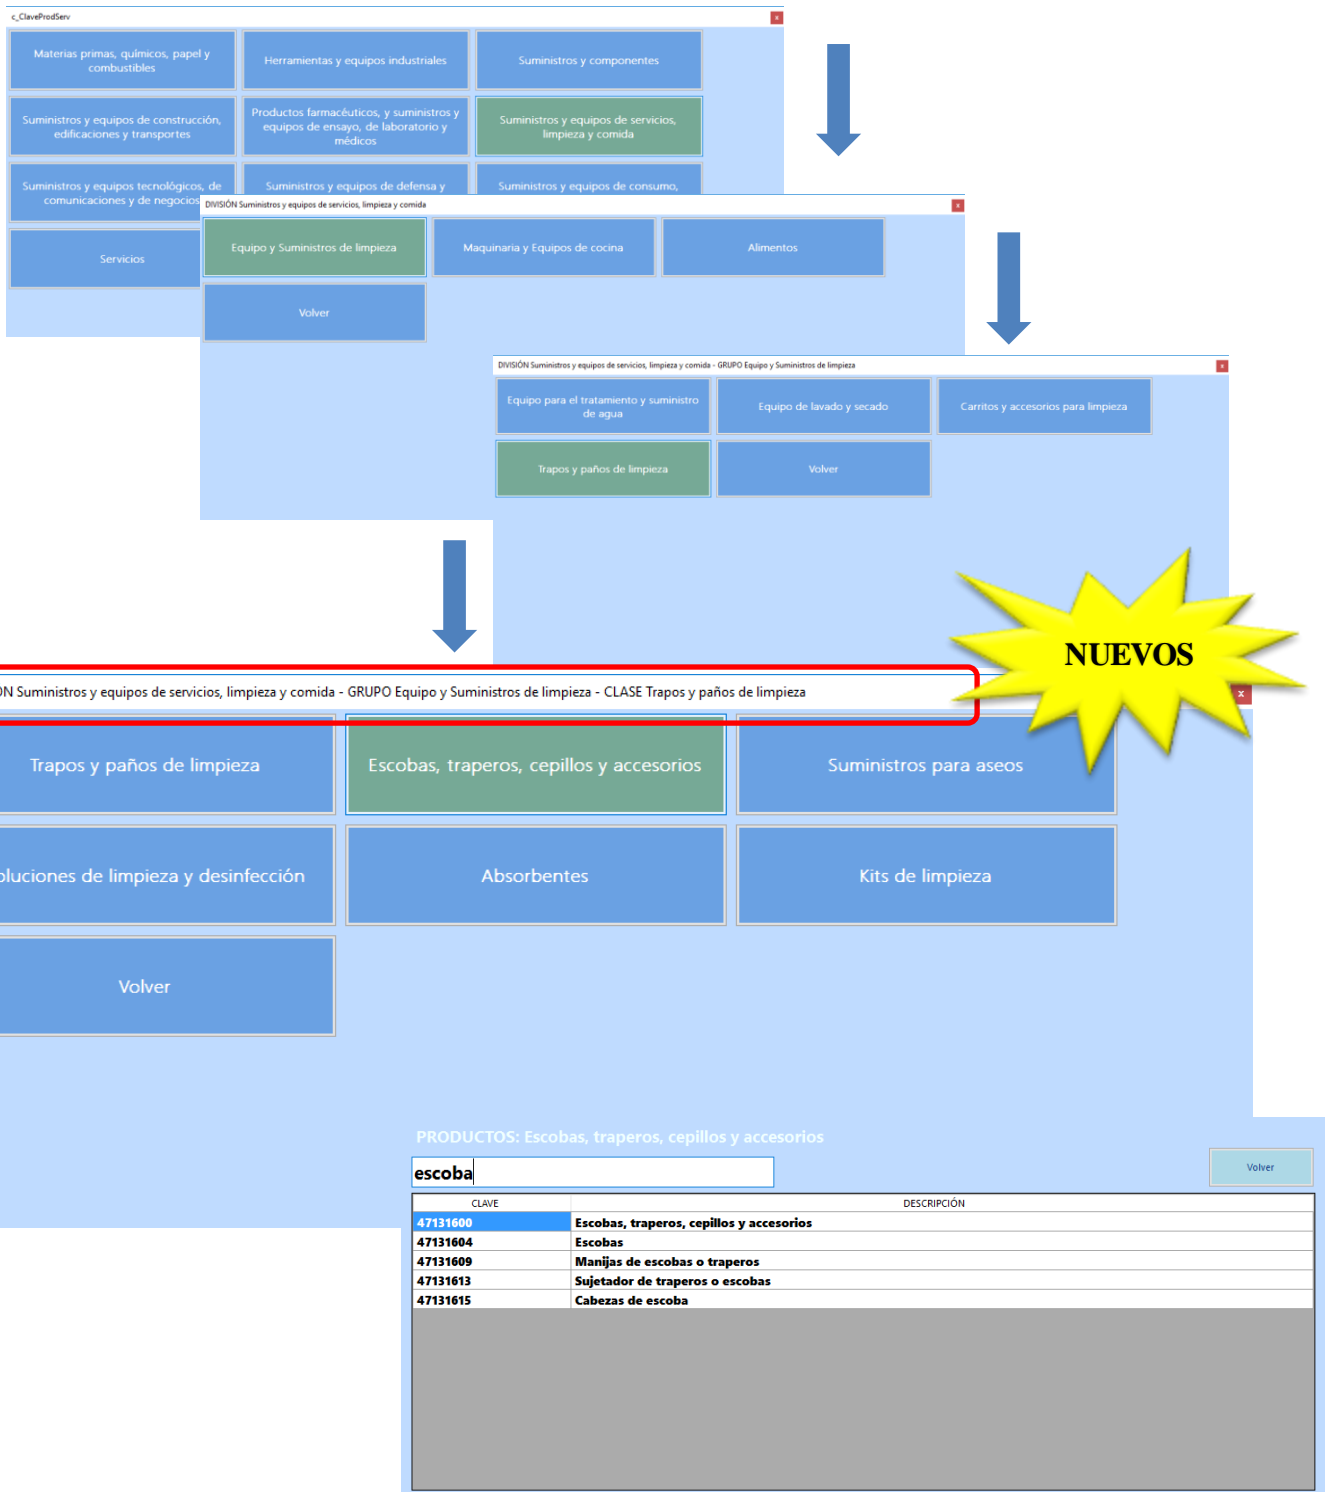 c_ClaveProdServ
x
Materias primas, químicos, papel y
combustibles
Herramientas y equipos industriales
Suministros y componentes
Suministros y equipos de construcción,
edificaciones y transportes
Productos farmacéuticos, y suministros y
equipos de ensayo, de laboratorio y
médicos
Suministros y equipos de servicios,
limpieza y comida
Suministros y equipos tecnológicos, de
comunicaciones y de negocios
Suministros y equipos de defensa y
Suministros y equipos de consumo,
Servicios
DIVISIÓN Suministros y equipos de servicios, limpieza y comida
x
Equipo y Suministros de limpieza
Maquinaria y Equipos de cocina
Alimentos
Volver
DIVISIÓN Suministros y equipos de servicios, limpieza y comida - GRUPO Equipo y Suministros de limpieza
x
Equipo para el tratamiento y suministro
de agua
Equipo de lavado y secado
Carritos y accesorios para limpieza
Trapos y paños de limpieza
Volver
NUEVOS
ÓN Suministros y equipos de servicios, limpieza y comida - GRUPO Equipo y Suministros de limpieza - CLASE Trapos y paños de limpieza
x
Trapos y paños de limpieza
Escobas, traperos, cepillos y accesorios
Suministros para aseos
oluciones de limpieza y desinfección
Absorbentes
Kits de limpieza
Volver
PRODUCTOS: Escobas, traperos, cepillos y accesorios
escoba
Volver
CLAVE DESCRIPCIÓN
47131600 Escobas, traperos, cepillos y accesorios
47131604 Escobas
47131609 Manijas de escobas o traperos
47131613 Sujetador de traperos o escobas
47131615 Cabezas de escoba